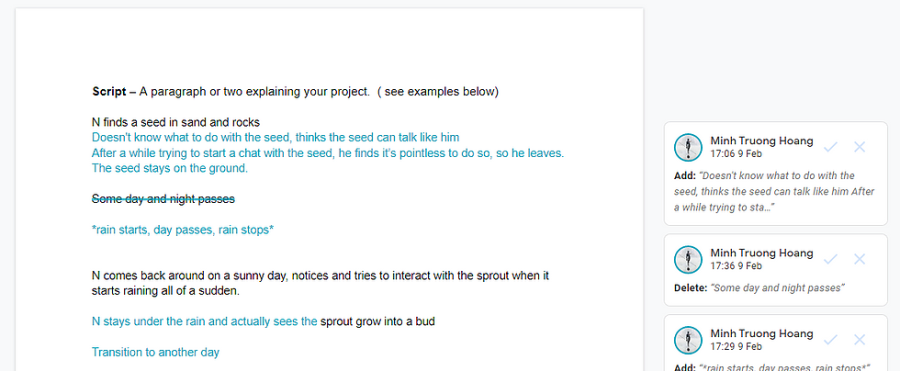 Script – A paragraph or two explaining your project.  ( see examples below)
N finds a seed in sand and rocks
Doesn't know what to do with the seed, thinks the seed can talk like him
After a while trying to start a chat with the seed, he finds it's pointless to do so, so he leaves.
The seed stays on the ground.
Some day and night passes
*rain starts, day passes, rain stops*
N comes back around on a sunny day, notices and tries to interact with the sprout when it
starts raining all of a sudden.
N stays under the rain and actually sees the sprout grow into a bud
Transition to another day
Minh Truong Hoang
17:06 9 Feb
Add: "Doesn't know what to do with the
seed, thinks the seed can talk like him After
a while trying to sta..."
Minh Truong Hoang
17:36 9 Feb
Delete: "Some day and night passes"
Minh Truong Hoang
17:29 9 Feb
Add: "*rain starts, day passes, rain stops*"